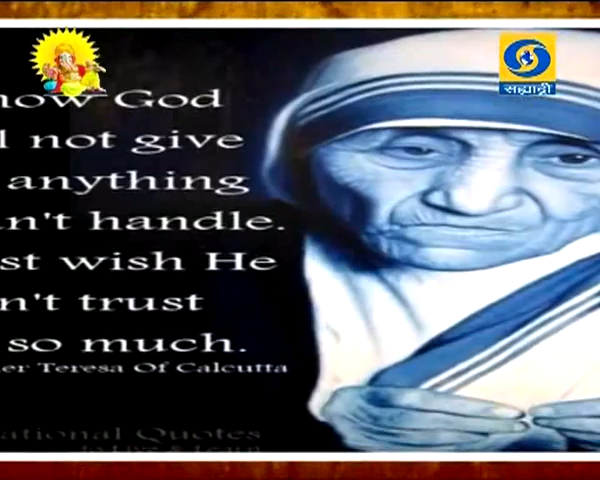 now God
l not give
anything
n't handle.
st wish He
n't trust
so much.
er Teresa Of Calcutta
ational Quotes
सह्याद्री